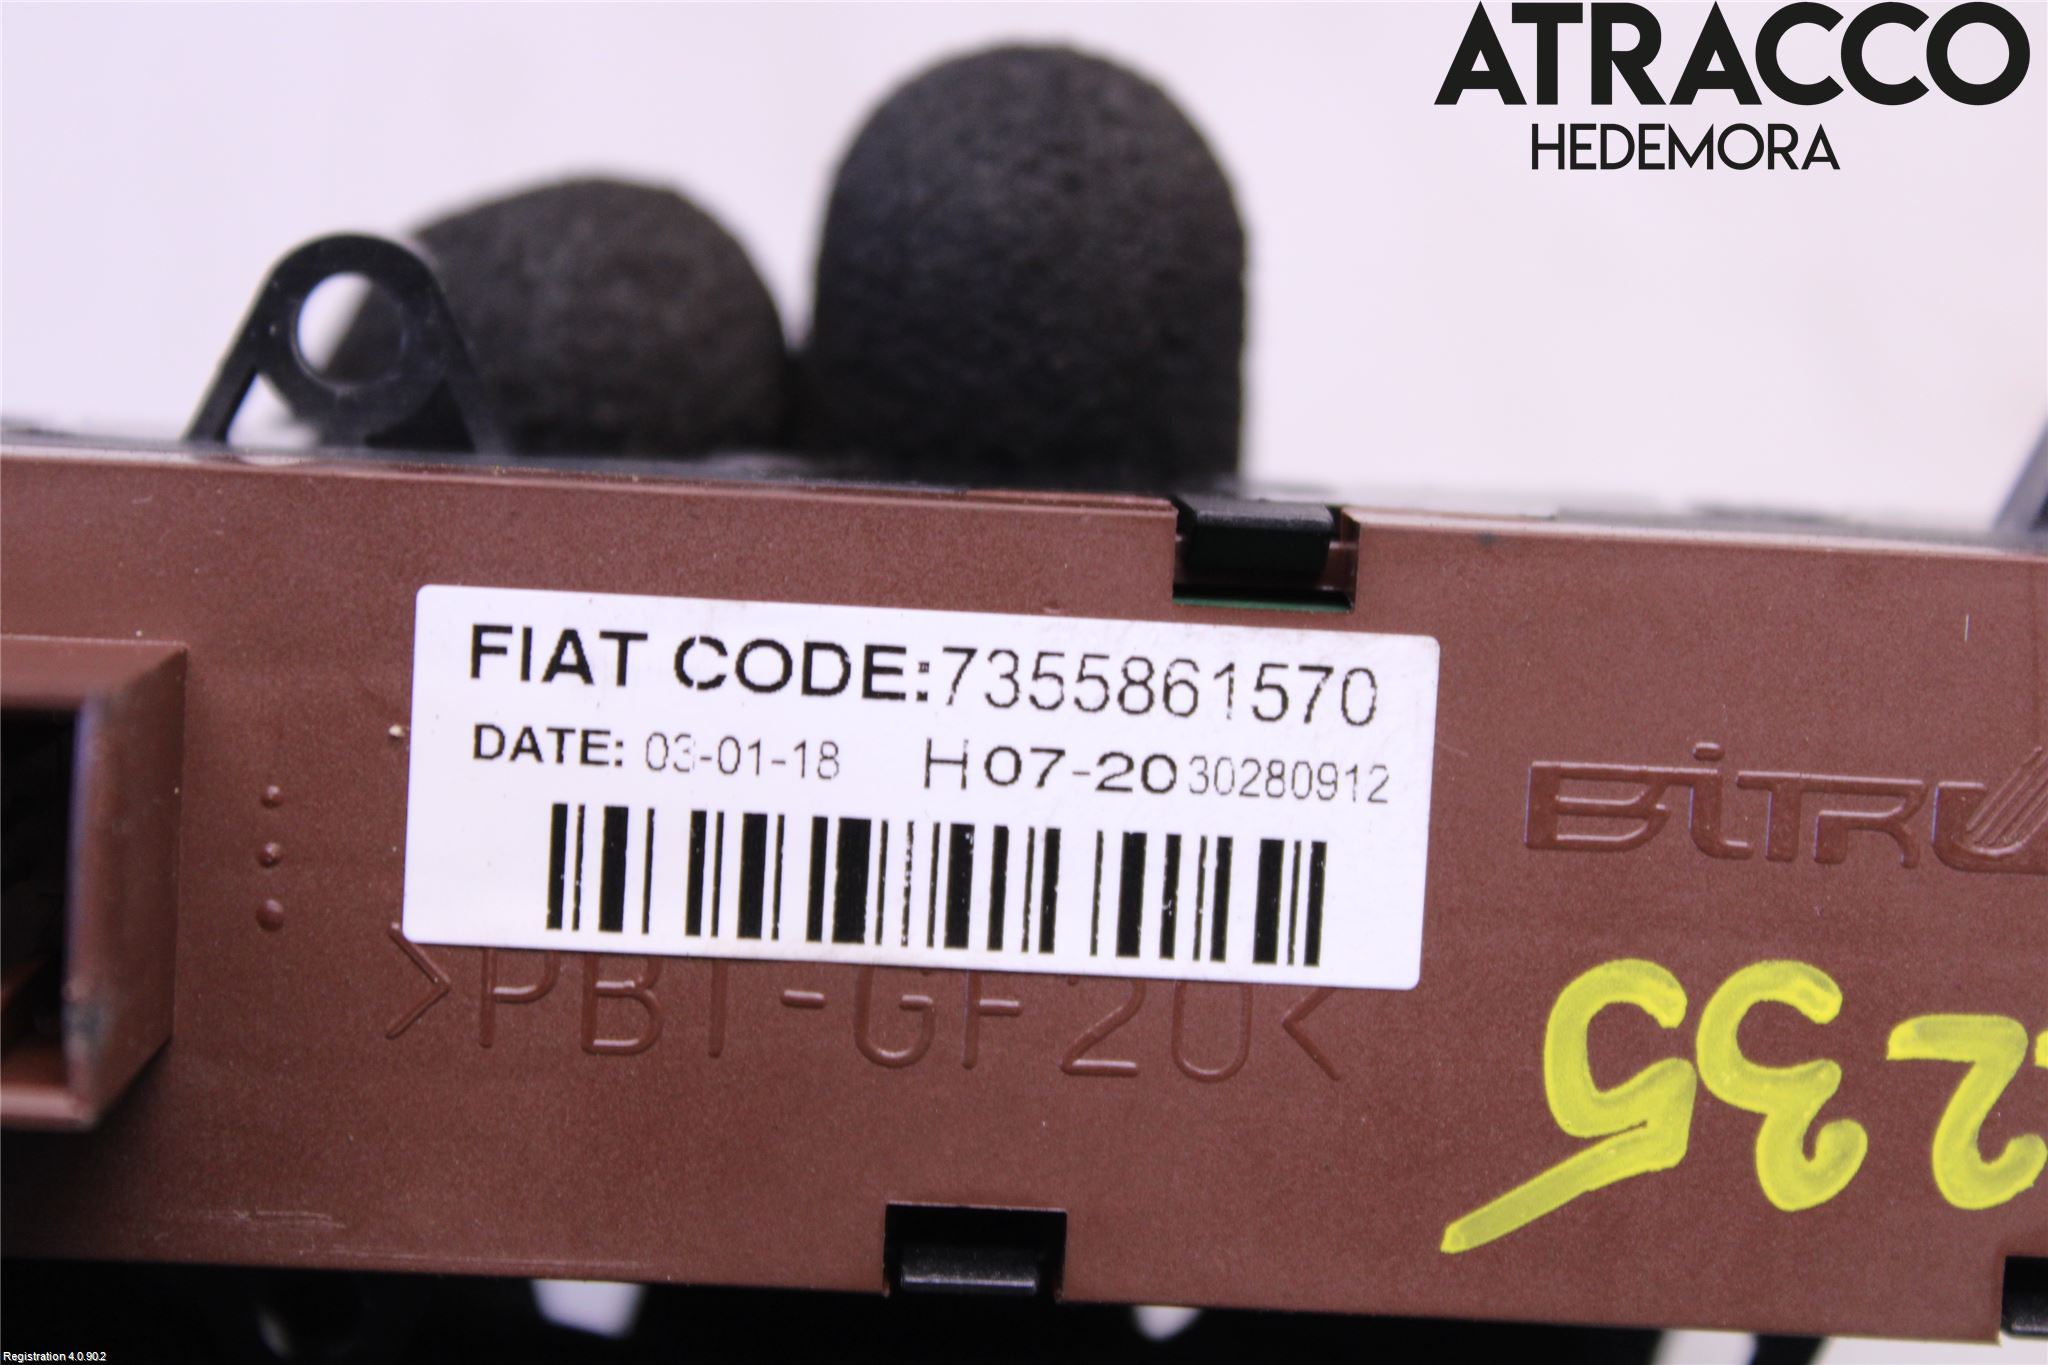 ATRACCO
HEDEMORA
FIAT CODE:7355861570
DATE: 03-01-18 H07-20 30280912
>PBT-GF20<
Registration 4.0.90.2